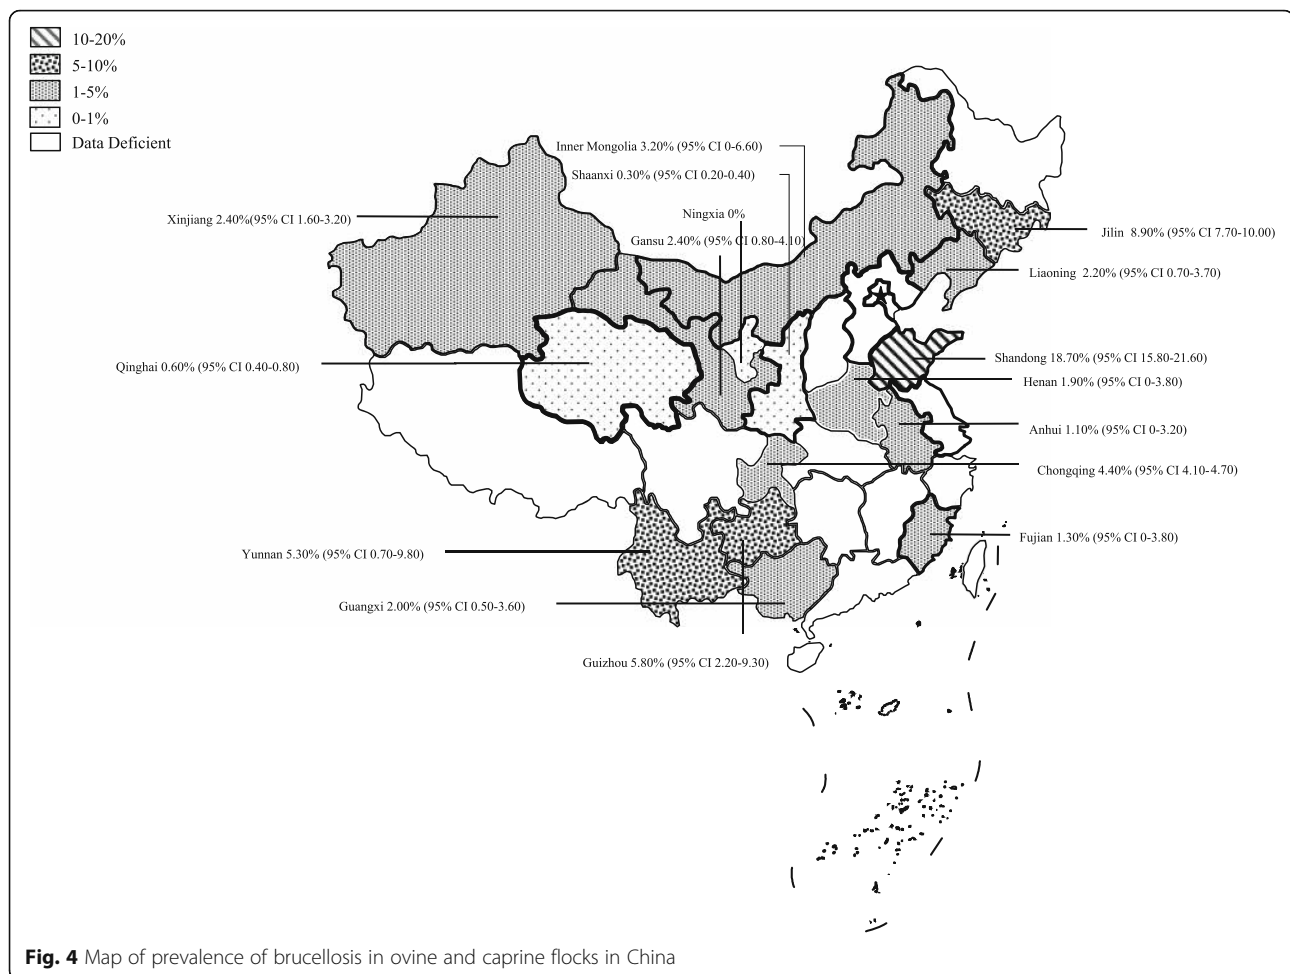 10-20%
5-10%
1-5%
0-1%
Data Deficient
Inner Mongolia 3.20% (95% CI 0-6.60)
Shaanxi 0.30% (95% CI 0.20-0.40)
Ningxia 0%
Xinjiang 2.40%(95% CI 1.60-3.20)
Gansu 2.40% (95% CI 0.80-4.10)
Jilin 8.90% (95% CI 7.70-10.00)
Liaoning 2.20% (95% CI 0.70-3.70)
Qinghai 0.60% (95% CI 0.40-0.80)
Shandong 18.70% (95% CI 15.80-21.60)
Henan 1.90% (95% CI 0-3.80)
Anhui 1.10% (95% CI 0-3.20)
Chongqing 4.40% (95% CI 4.10-4.70)
Fujian 1.30% (95% CI 0-3.80)
Yunnan 5.30% (95% CI 0.70-9.80)
Guangxi 2.00% (95% CI 0.50-3.60)
Guizhou 5.80% (95% CI 2.20-9.30)
Fig. 4 Map of prevalence of brucellosis in ovine and caprine flocks in China